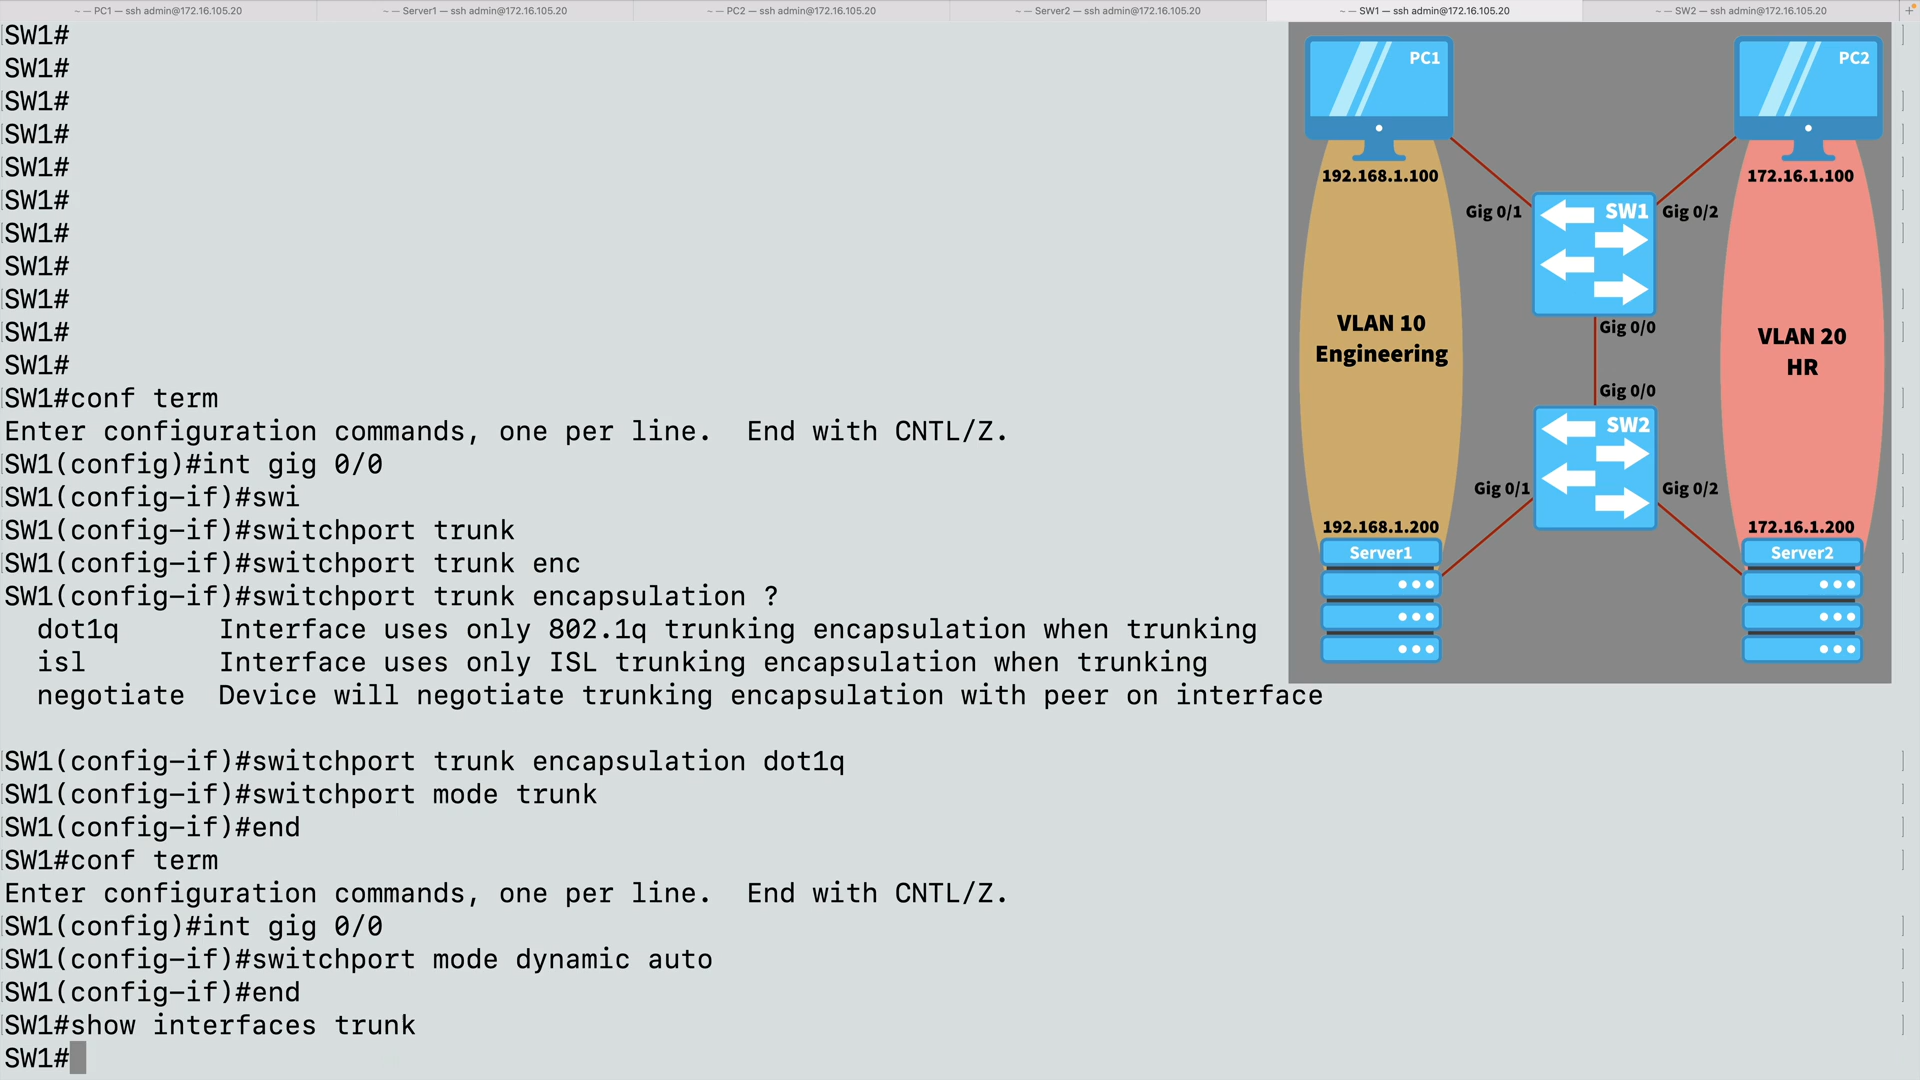 ~ — PC1 — ssh admin@172.16.105.20
~ — Server1 — ssh admin@172.16.105.20
~ — PC2 — ssh admin@172.16.105.20
~ — Server2 — ssh admin@172.16.105.20
~ — SW1 — ssh admin@172.16.105.20
~ — SW2 — ssh admin@172.16.105.20
SW1#
SW1#
SW1#
SW1#
SW1#
SW1#
SW1#
SW1#
SW1#
SW1#
SW1#
SW1#conf term
Enter configuration commands, one per line.  End with CNTL/Z.
SW1(config)#int gig 0/0
SW1(config-if)#swi
SW1(config-if)#switchport trunk
SW1(config-if)#switchport trunk enc
SW1(config-if)#switchport trunk encapsulation ?
  dot1q      Interface uses only 802.1q trunking encapsulation when trunking
  isl        Interface uses only ISL trunking encapsulation when trunking
  negotiate  Device will negotiate trunking encapsulation with peer on interface
SW1(config-if)#switchport trunk encapsulation dot1q
SW1(config-if)#switchport mode trunk
SW1(config-if)#end
SW1#conf term
Enter configuration commands, one per line.  End with CNTL/Z.
SW1(config)#int gig 0/0
SW1(config-if)#switchport mode dynamic auto
SW1(config-if)#end
SW1#show interfaces trunk
SW1#
PC1
PC2
192.168.1.100
172.16.1.100
Gig 0/1
SW1
Gig 0/2
VLAN 10
Engineering
Gig 0/0
VLAN 20
HR
Gig 0/0
SW2
Gig 0/1
Gig 0/2
192.168.1.200
172.16.1.200
Server1
Server2